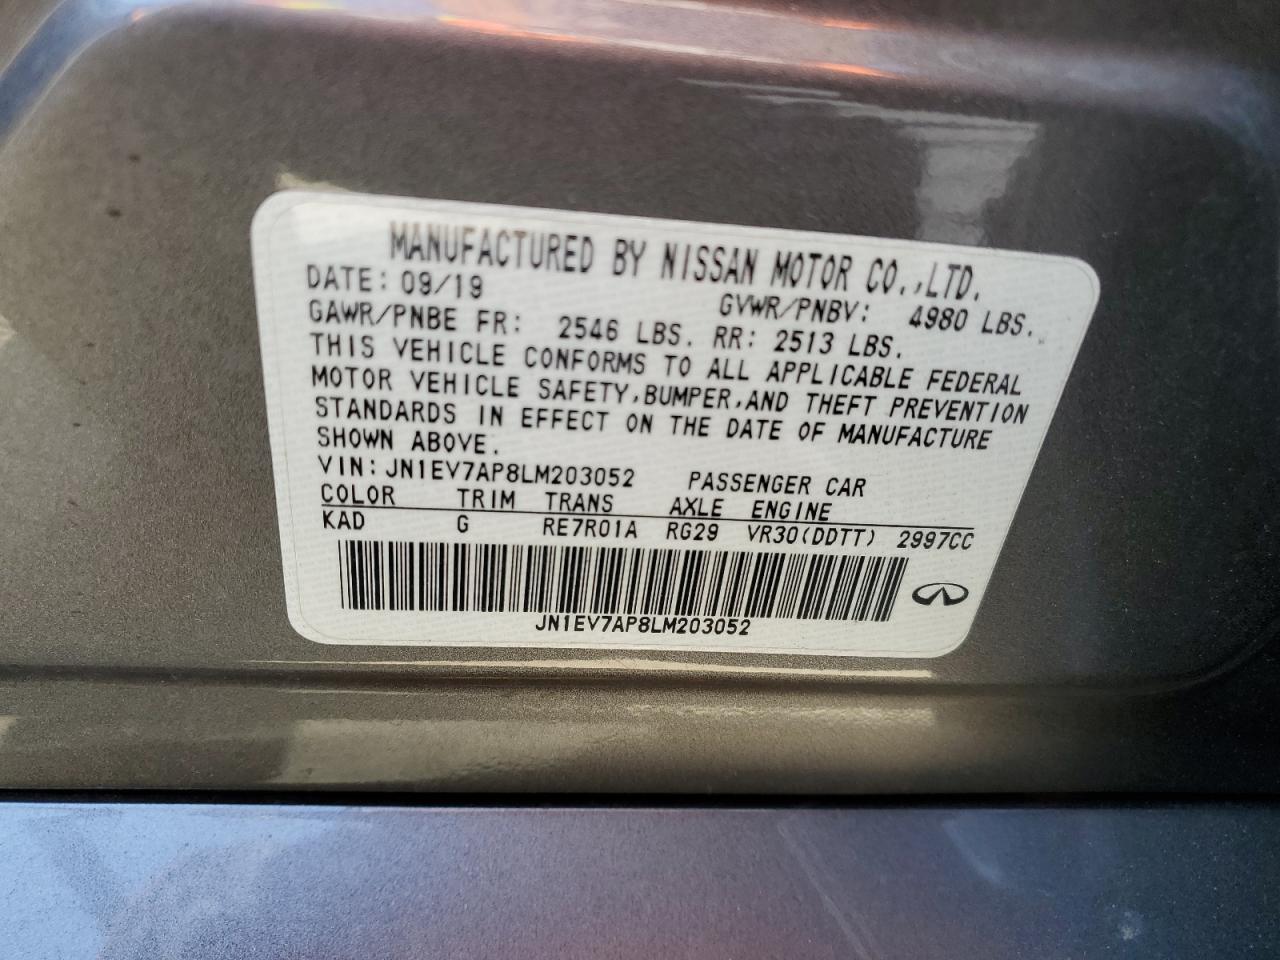 MANUFACTURED BY NISSAN MOTOR CO.,LTD.
DATE: 09/19 GVWR/PNBV: 4980 LBS.
GAWR/PNBE FR: 2546 LBS. RR: 2513 LBS.
THIS VEHICLE CONFORMS TO ALL APPLICABLE FEDERAL
MOTOR VEHICLE SAFETY,BUMPER,AND THEFT PREVENTION
STANDARDS IN EFFECT ON THE DATE OF MANUFACTURE
SHOWN ABOVE.
VIN: JN1EV7AP8LM203052 PASSENGER CAR
COLOR TRIM TRANS AXLE ENGINE
KAD G RE7R01A RG29 VR30(DDTT) 2997CC
JN1EV7AP8LM203052